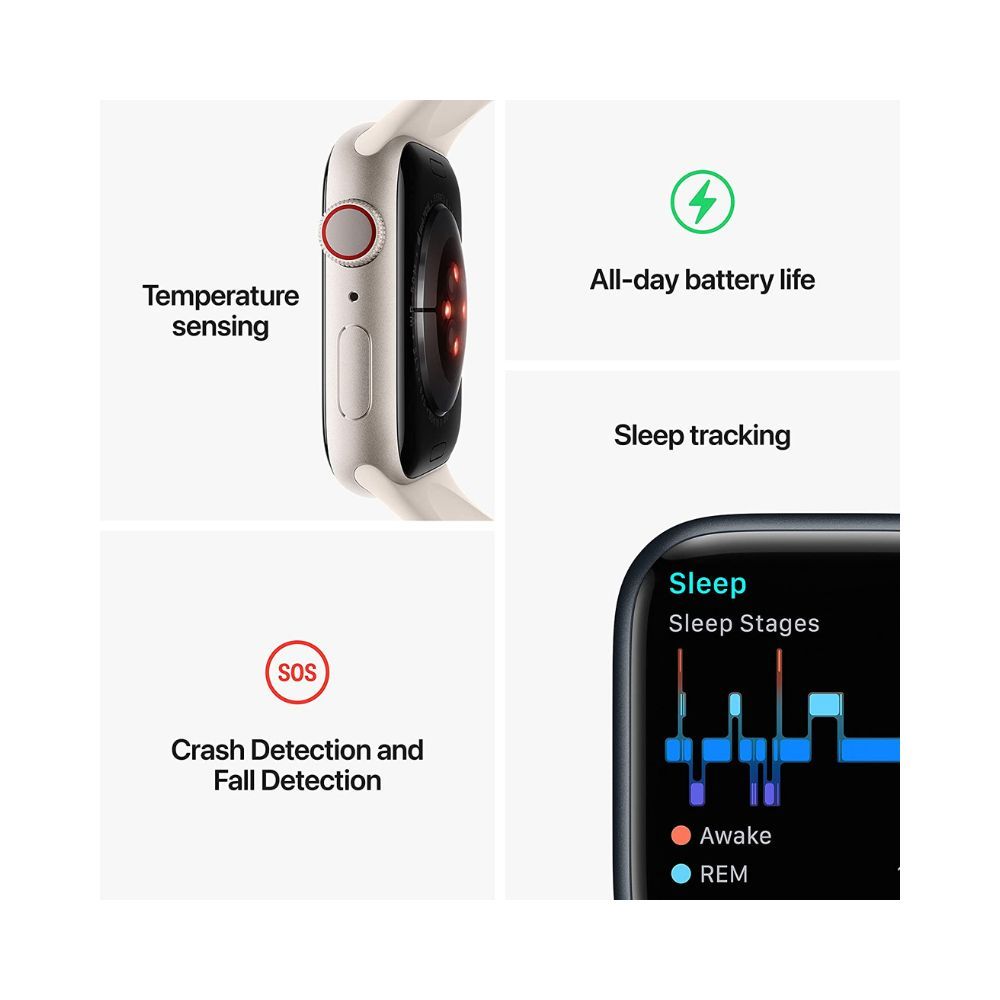 Temperature
sensing
All-day battery life
Sleep tracking
Sleep
Sleep Stages
Awake
REM
SOS
Crash Detection and
Fall Detection